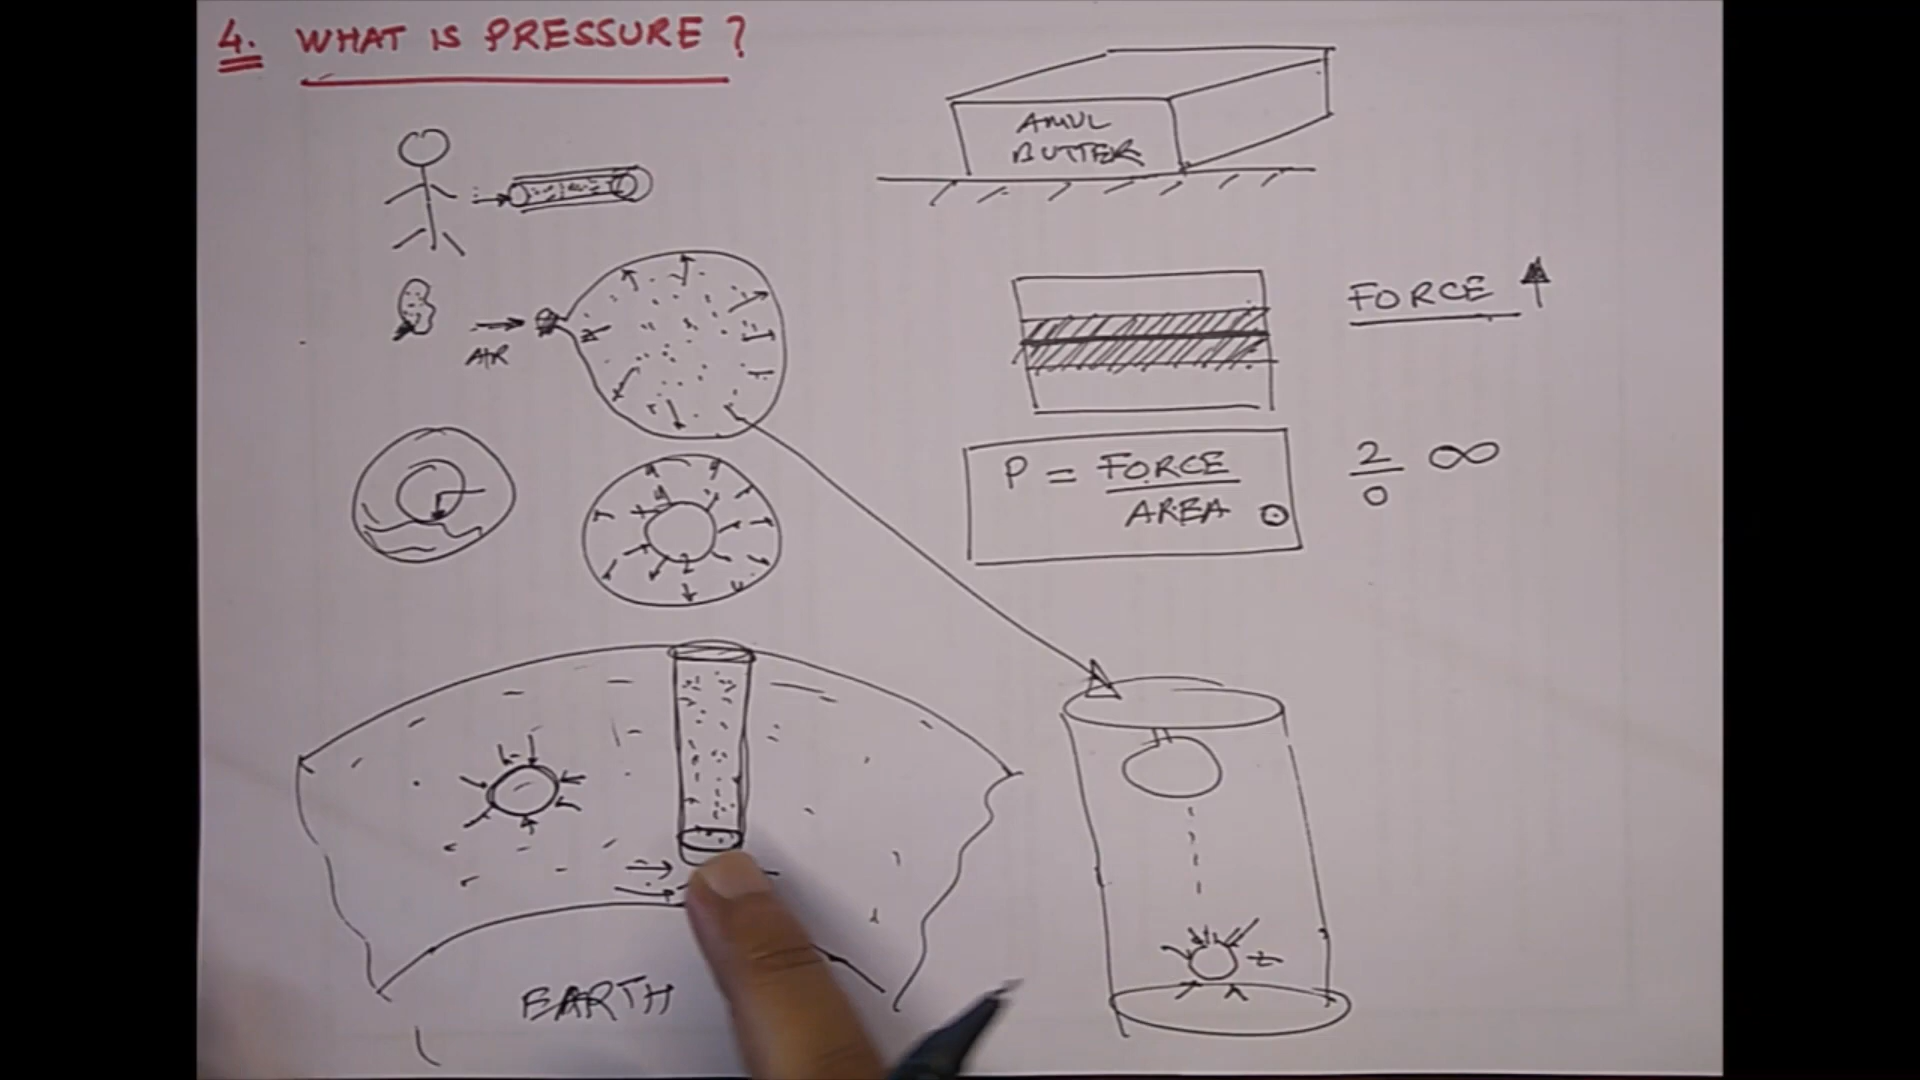 4. WHAT IS PRESSURE?
AMUL
BUTTER
AIR
FORCE ↑
P = FORCE
AREA
2
0
∞
EARTH